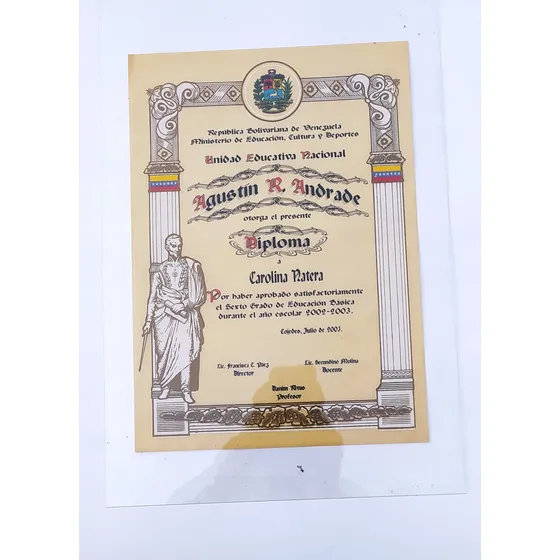 República Bolivariana de Venezuela
Ministerio de Educación, Cultura y Deportes
Unidad Educativa Nacional
Agustín R. Andrade
otorga el presente
Diploma
a
Carolina Natera
Por haber aprobado satisfactoriamente
el Sexto Grado de Educación Básica
durante el año escolar 2002-2003.
Cojedes, Julio de 2003.
Lic. Francisca C. Páez
Director
Lic. Secundino Molina
Docente
Profesor